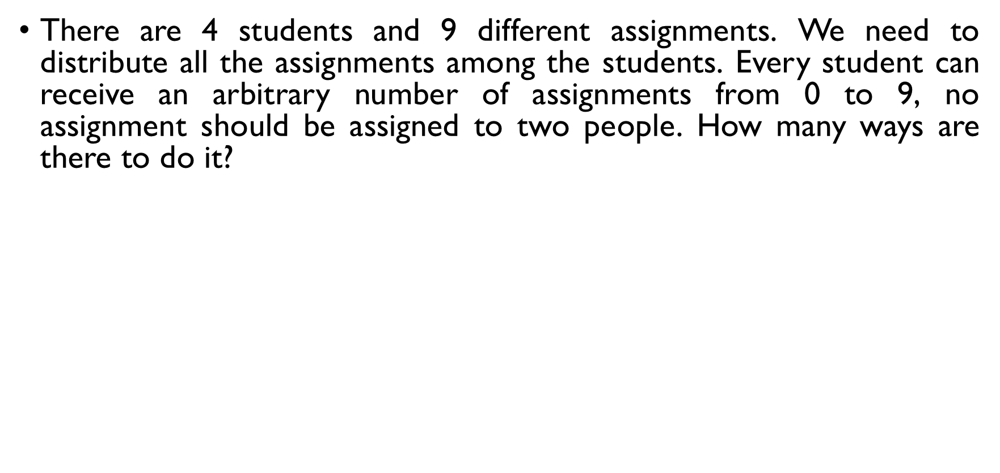 • There are 4 students and 9 different assignments. We need to
distribute all the assignments among the students. Every student can
receive an arbitrary number of assignments from 0 to 9, no
assignment should be assigned to two people. How many ways are
there to do it?